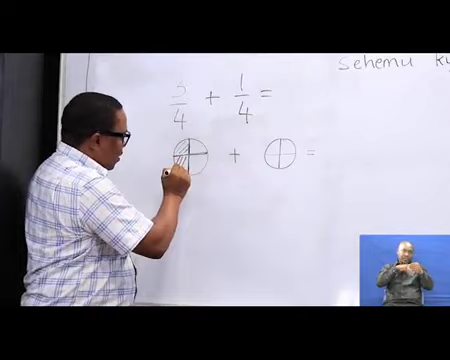 Sehemu
3/4 + 1/4 =
+ =